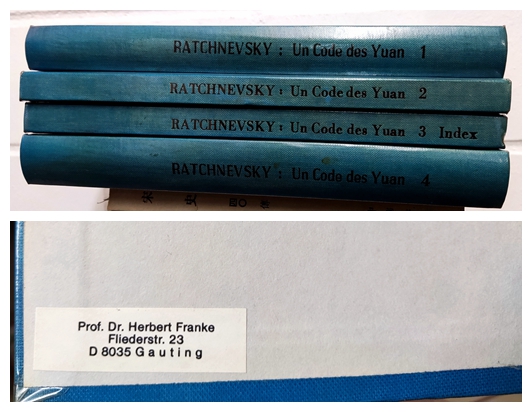 RATCHNEVSKY : Un Code des Yuan 1
RATCHNEVSKY : Un Code des Yuan 2
RATCHNEVSKY : Un Code des Yuan 3 Index
RATCHNEVSKY : Un Code des Yuan 4
Prof. Dr. Herbert Franke
Fliederstr. 23
D 8035 Gauting